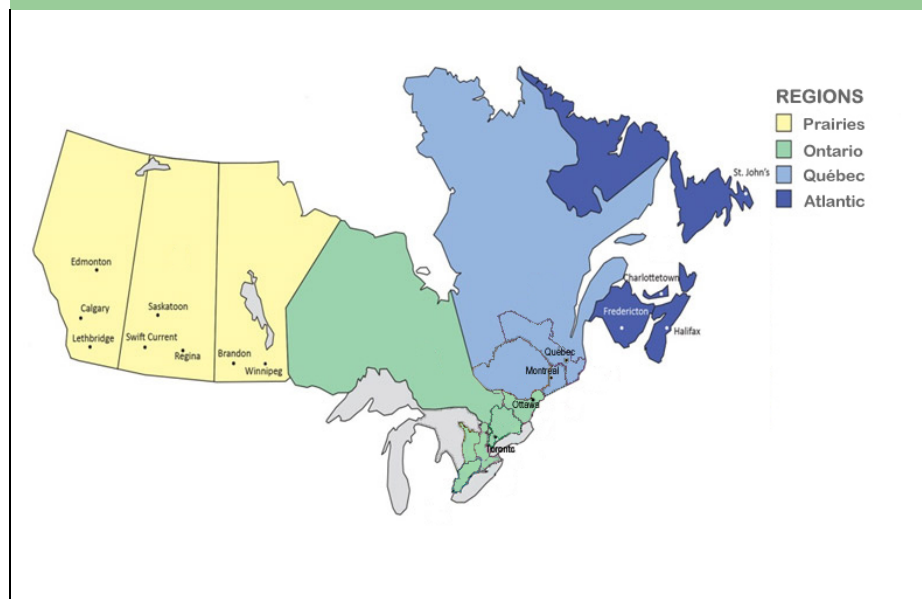 REGIONS
Prairies
Ontario
Québec
Atlantic
St. John's
Edmonton
Calgary
Lethbridge
Saskatoon
Swift Current
Regina
Brandon
Winnipeg
Charlottetown
Fredericton
Halifax
Québec
Montreal
Ottawa
Toronto